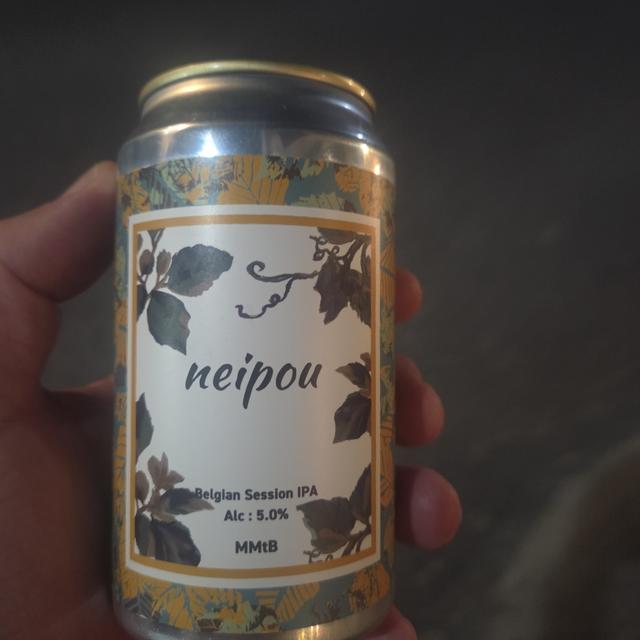 neipou
Belgian Session IPA
Alc : 5.0%
MMtB